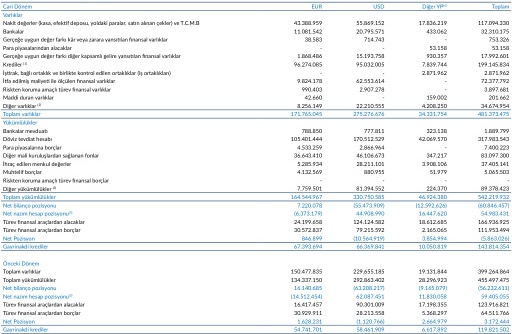 Cari Dönem EUR USD Diğer YP⁽⁴⁾ Toplam
Varlıklar
Nakit değerler (kasa, efektif deposu, yoldaki paralar, satın alınan çekler) ve T.C.M.B 43.388.959 55.869.152 17.836.219 117.094.330
Bankalar 11.081.542 20.795.571 433.062 32.310.175
Gerçeğe uygun değer farkı kâr veya zarara yansıtılan finansal varlıklar 38.583 714.743 - 753.326
Para piyasalarından alacaklar - - 53.158 53.158
Gerçeğe uygun değer farkı diğer kapsamlı gelire yansıtılan finansal varlıklar 1.868.486 15.193.758 930.357 17.992.601
Krediler⁽¹⁾ 96.274.085 95.032.005 7.839.744 199.145.834
İştirak, bağlı ortaklık ve birlikte kontrol edilen ortaklıklar (iş ortaklıkları) - - 2.871.962 2.871.962
İtfa edilmiş maliyeti ile ölçülen finansal varlıklar 9.824.178 62.553.614 - 72.377.792
Riskten korunma amaçlı türev finansal varlıklar 990.403 2.907.278 - 3.897.681
Maddi duran varlıklar 42.660 - 159.002 201.662
Diğer varlıklar⁽²⁾ 8.256.149 22.210.555 4.208.250 34.674.954
Toplam varlıklar 171.765.045 275.276.676 34.331.754 481.373.475
Yükümlülükler
Bankalar mevduatı 788.850 777.811 323.138 1.889.799
Döviz tevdiat hesabı 105.401.444 170.512.529 42.069.570 317.983.543
Para piyasalarına borçlar 4.533.259 2.866.964 - 7.400.223
Diğer mali kuruluşlardan sağlanan fonlar 36.643.410 46.106.673 347.217 83.097.300
İhraç edilen menkul değerler 5.285.934 28.211.101 3.908.106 37.405.141
Muhtelif borçlar 4.132.569 880.955 51.979 5.065.503
Riskten korunma amaçlı türev finansal borçlar - - - -
Diğer yükümlülükler⁽³⁾ 7.759.501 81.394.552 224.370 89.378.423
Toplam yükümlülükler 164.544.967 330.750.585 46.924.380 542.219.932
Net bilanço pozisyonu 7.220.078 (55.473.909) (12.592.626) (60.846.457)
Net nazım hesap pozisyonu⁽⁵⁾ (6.373.179) 44.908.990 16.447.620 54.983.431
Türev finansal araçlardan alacaklar 24.199.658 124.124.582 18.612.685 166.936.925
Türev finansal araçlardan borçlar 30.572.837 79.215.592 2.165.065 111.953.494
Net Pozisyon 846.899 (10.564.919) 3.854.994 (5.863.026)
Gayrinakdi krediler 67.393.694 66.369.841 10.050.819 143.814.354
Önceki Dönem
Toplam varlıklar 150.477.835 229.655.185 19.131.844 399.264.864
Toplam yükümlülükler 134.337.150 292.863.402 28.296.923 455.497.475
Net bilanço pozisyonu 16.140.685 (63.208.217) (9.165.079) (56.232.611)
Net nazım hesap pozisyonu⁽⁵⁾ (14.512.454) 62.087.451 11.830.058 59.405.055
Türev finansal araçlardan alacaklar 16.417.457 90.301.009 17.198.355 123.916.821
Türev finansal araçlardan borçlar 30.929.911 28.213.558 5.368.297 64.511.766
Net Pozisyon 1.628.231 (1.120.766) 2.664.979 3.172.444
Gayrinakdi krediler 54.741.701 58.461.909 6.617.892 119.821.502